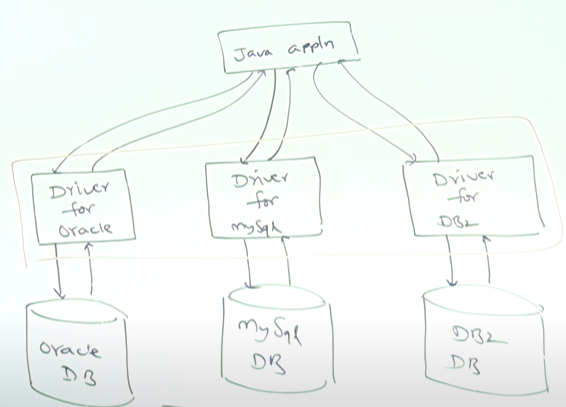 Java appln
Driver
for
Oracle
Driver
for
mySql
Driver
for
DB2
Oracle
DB
MySql
DB
DB2
DB